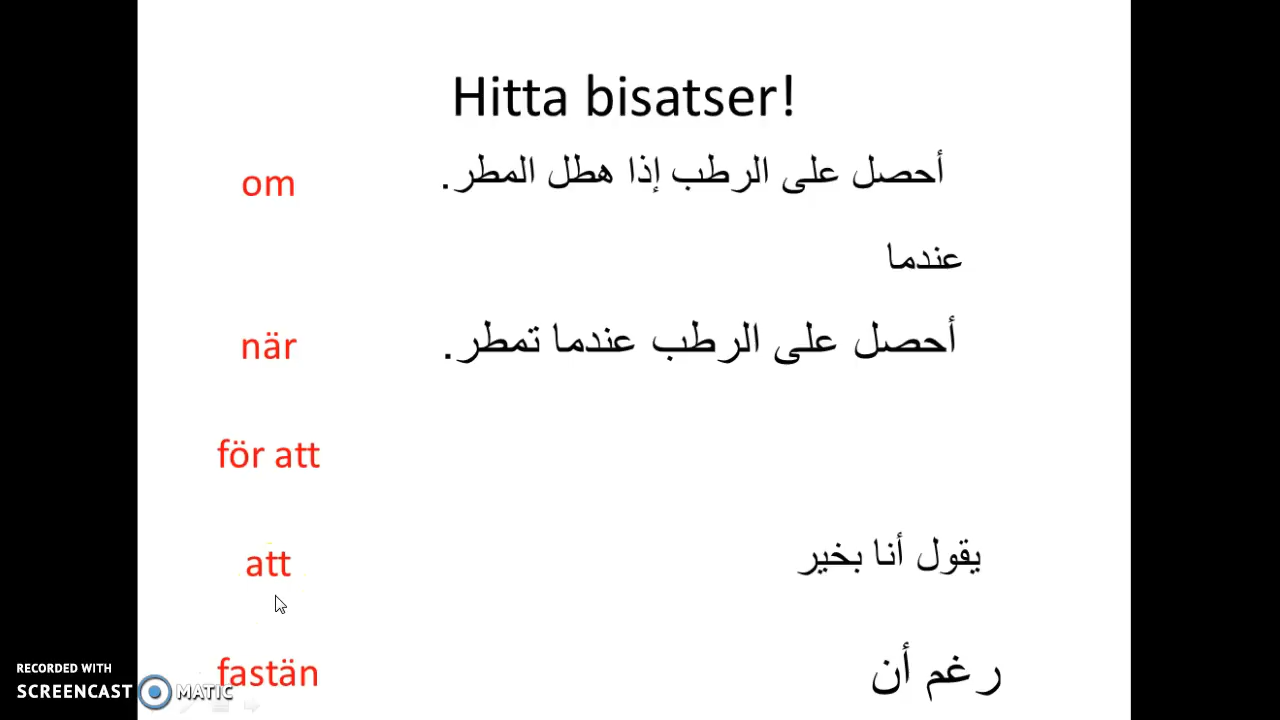 Hitta bisatser!
om
أحصل على الرطب إذا هطل المطر.
عندما
när
أحصل على الرطب عندما تمطر.
för att
att
يقول أنا بخير
fastän
رغم أن
RECORDED WITH
SCREENCAST MATIC